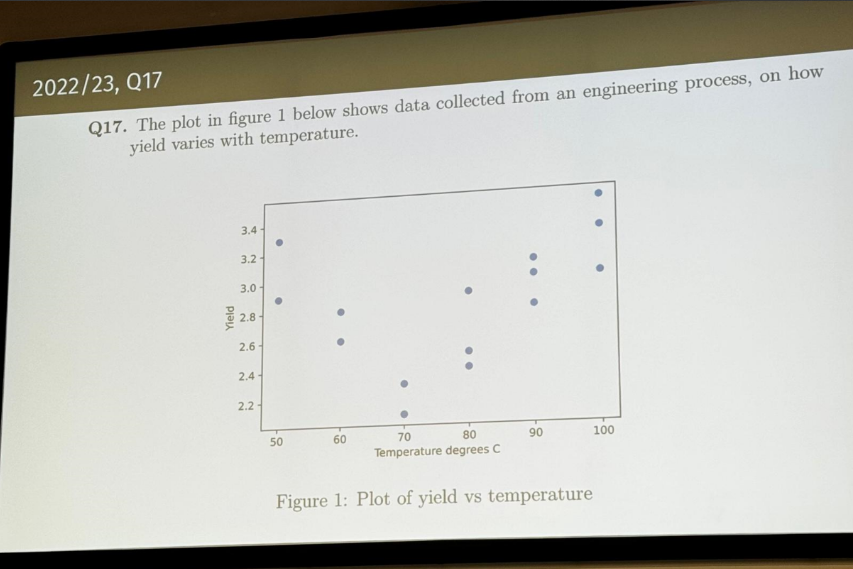 2022/23, Q17
Q17. The plot in figure 1 below shows data collected from an engineering process, on how
yield varies with temperature.
3.4
3.2
3.0
2.8
2.6
2.4
2.2
Yield
50 60 70 80 90 100
Temperature degrees C
Figure 1: Plot of yield vs temperature